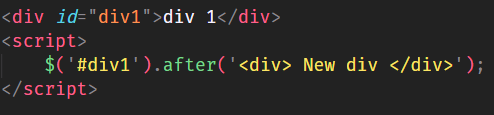 <div id="div1">div 1</div>
<script>
    $('#div1').after('<div> New div </div>');
</script>